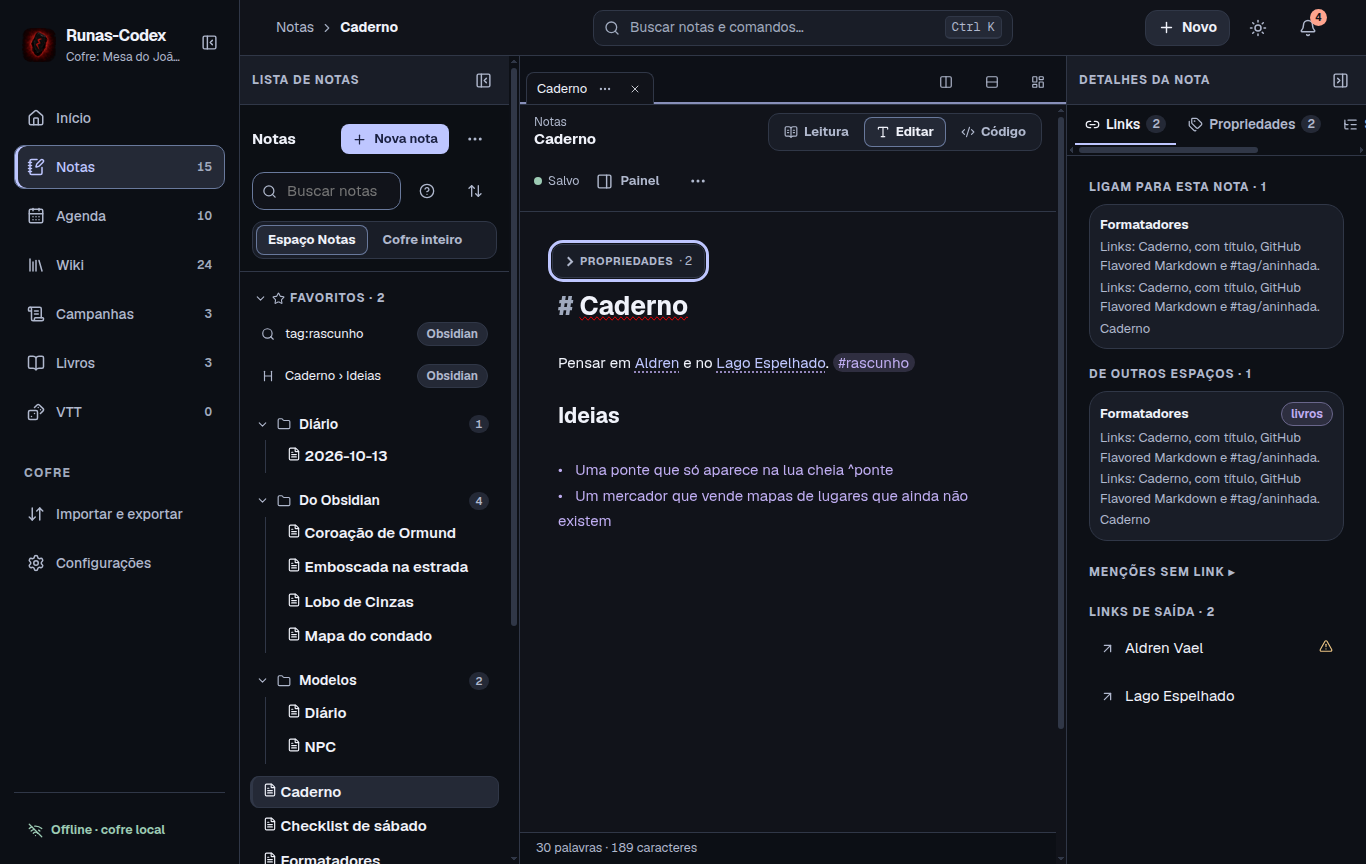 Runas-Codex
Cofre: Mesa do Joã...
Início
Notas 15
Agenda 10
Wiki 24
Campanhas 3
Livros 3
VTT 0
COFRE
Importar e exportar
Configurações
Offline · cofre local
Notas › Caderno
Buscar notas e comandos... Ctrl K
+ Novo
4
LISTA DE NOTAS
Notas
+ Nova nota
Buscar notas
Espaço Notas
Cofre inteiro
FAVORITOS · 2
tag:rascunho Obsidian
Caderno › Ideias Obsidian
Diário 1
2026-10-13
Do Obsidian 4
Coroação de Ormund
Emboscada na estrada
Lobo de Cinzas
Mapa do condado
Modelos 2
Diário
NPC
Caderno
Checklist de sábado
Formatadores
Caderno
Notas
Caderno
Leitura
Editar
Código
Salvo
Painel
PROPRIEDADES · 2
# Caderno
Pensar em Aldren e no Lago Espelhado. #rascunho
Ideias
• Uma ponte que só aparece na lua cheia ^ponte
• Um mercador que vende mapas de lugares que ainda não
existem
30 palavras · 189 caracteres
DETALHES DA NOTA
Links 2
Propriedades 2
LIGAM PARA ESTA NOTA · 1
Formatadores
Links: Caderno, com título, GitHub
Flavored Markdown e #tag/aninhada.
Links: Caderno, com título, GitHub
Flavored Markdown e #tag/aninhada.
Caderno
DE OUTROS ESPAÇOS · 1
Formatadores livros
Links: Caderno, com título, GitHub
Flavored Markdown e #tag/aninhada.
Links: Caderno, com título, GitHub
Flavored Markdown e #tag/aninhada.
Caderno
MENÇÕES SEM LINK ▸
LINKS DE SAÍDA · 2
Aldren Vael
Lago Espelhado